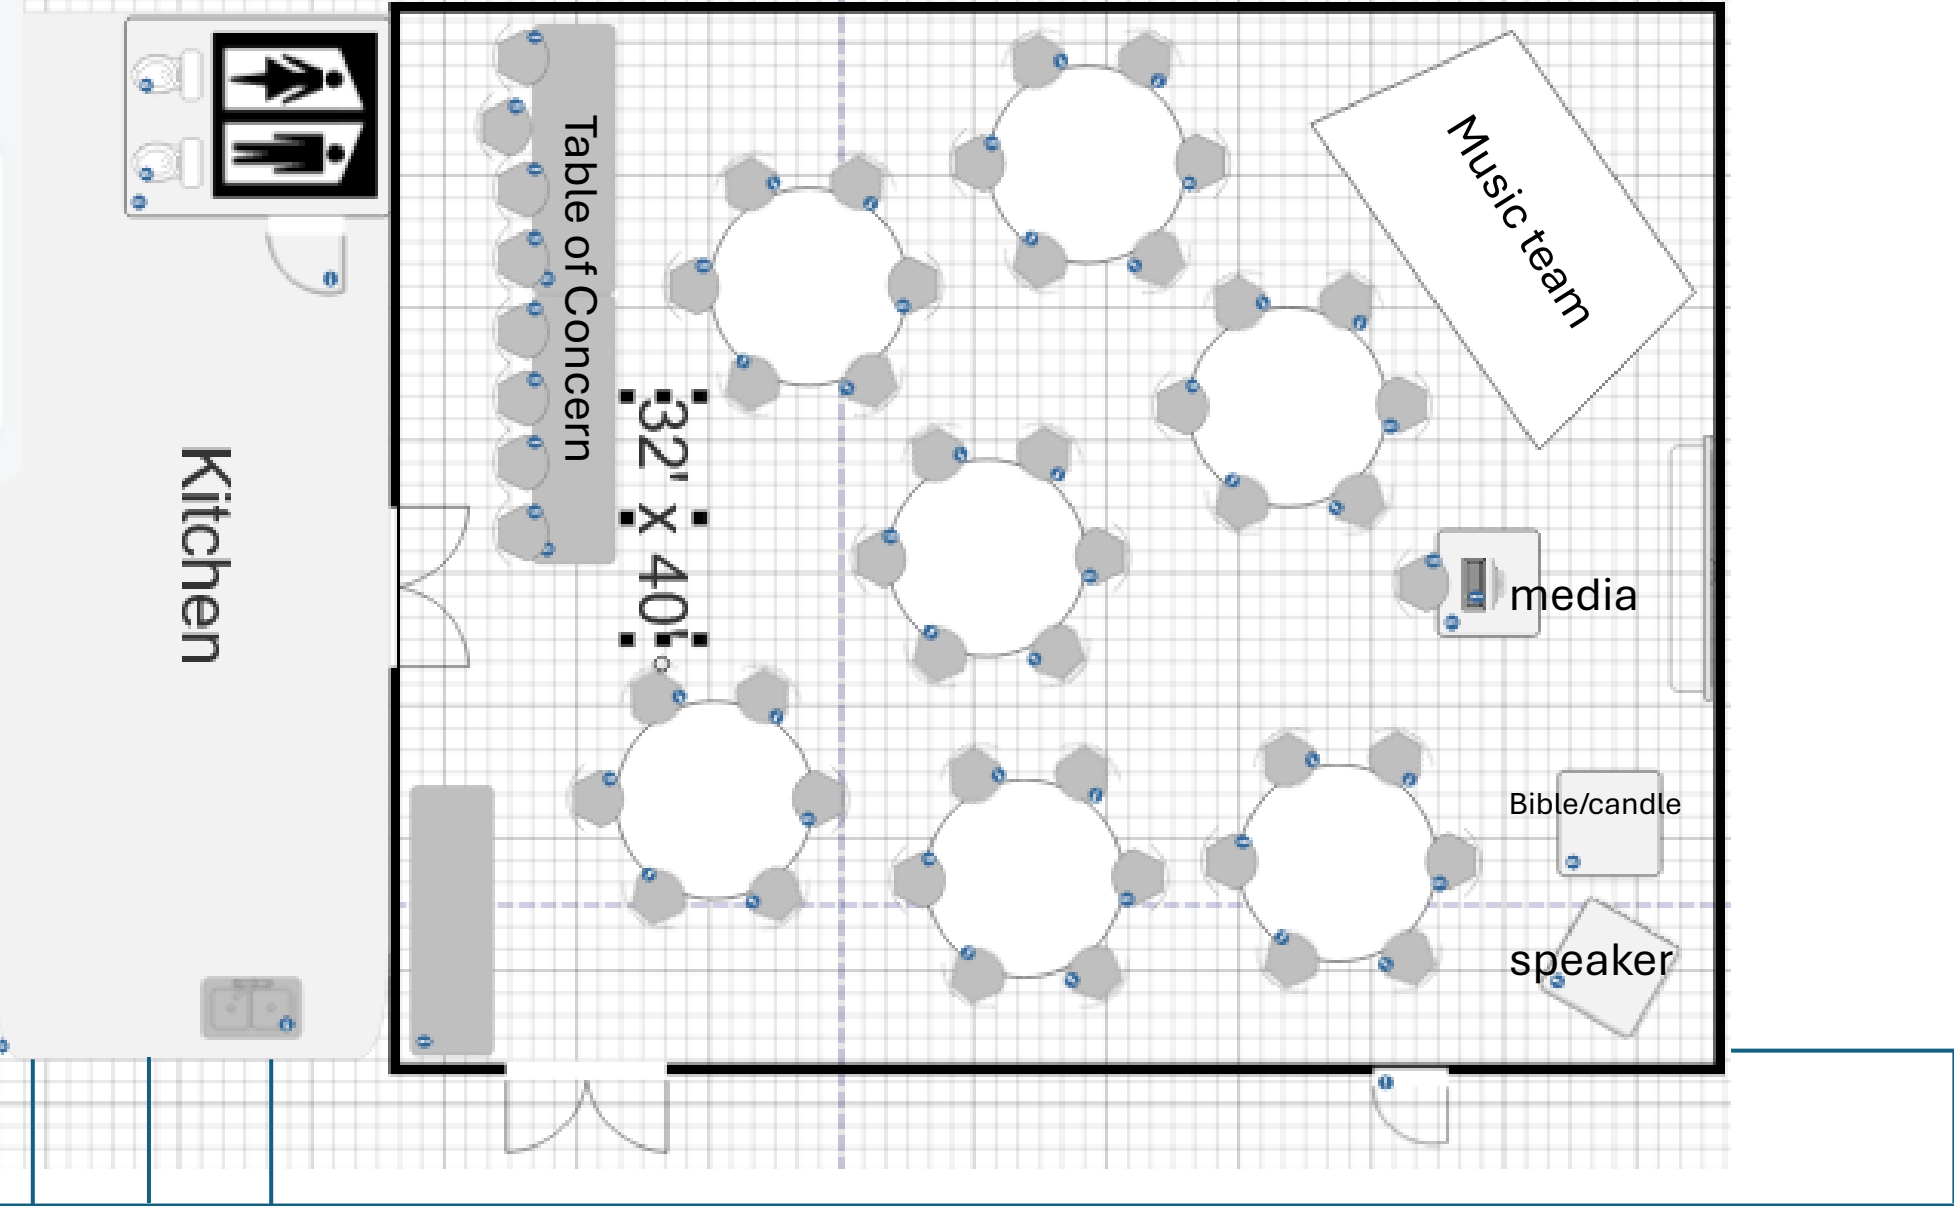 Table of Concern
Music team
32' x 40'
Kitchen
media
Bible/candle
speaker